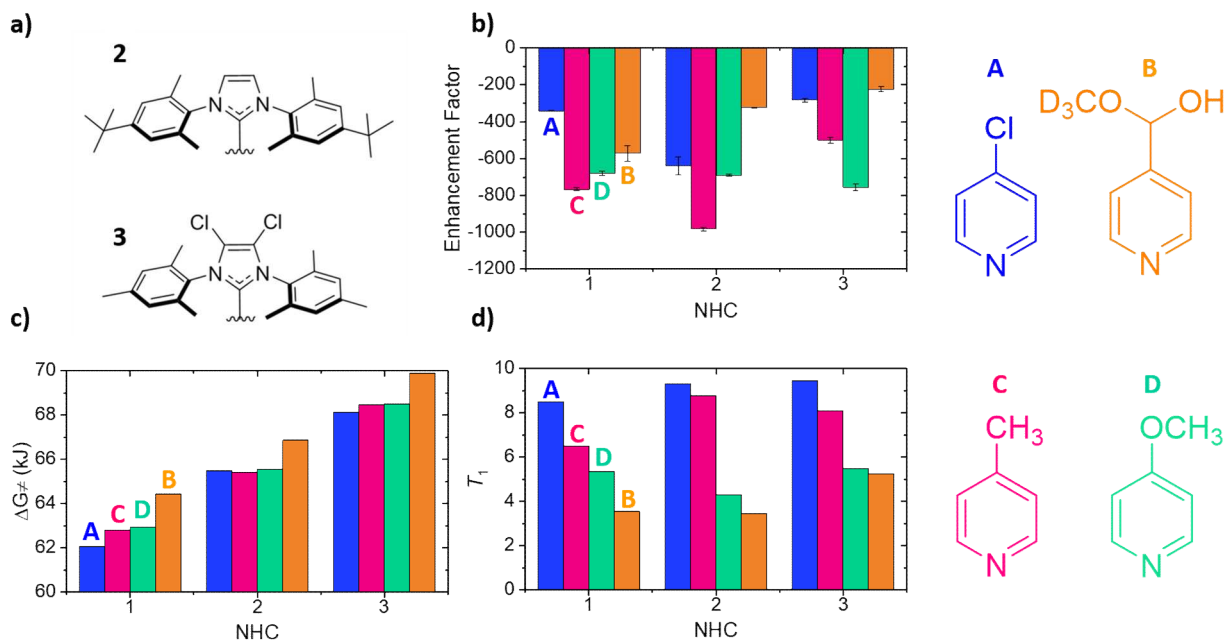 a)
2
N
N
3
Cl
Cl
N
N
b)
Enhancement Factor
0
-200
-400
-600
-800
-1000
-1200
A
C
D
B
1
2
3
NHC
A
Cl
N
B
D3C
O
OH
N
c)
ΔG≠ (kJ)
70
68
66
64
62
60
A
C
D
B
1
2
3
NHC
d)
T1
10
8
6
4
2
0
A
C
D
B
1
2
3
NHC
C
CH3
N
D
OCH3
N